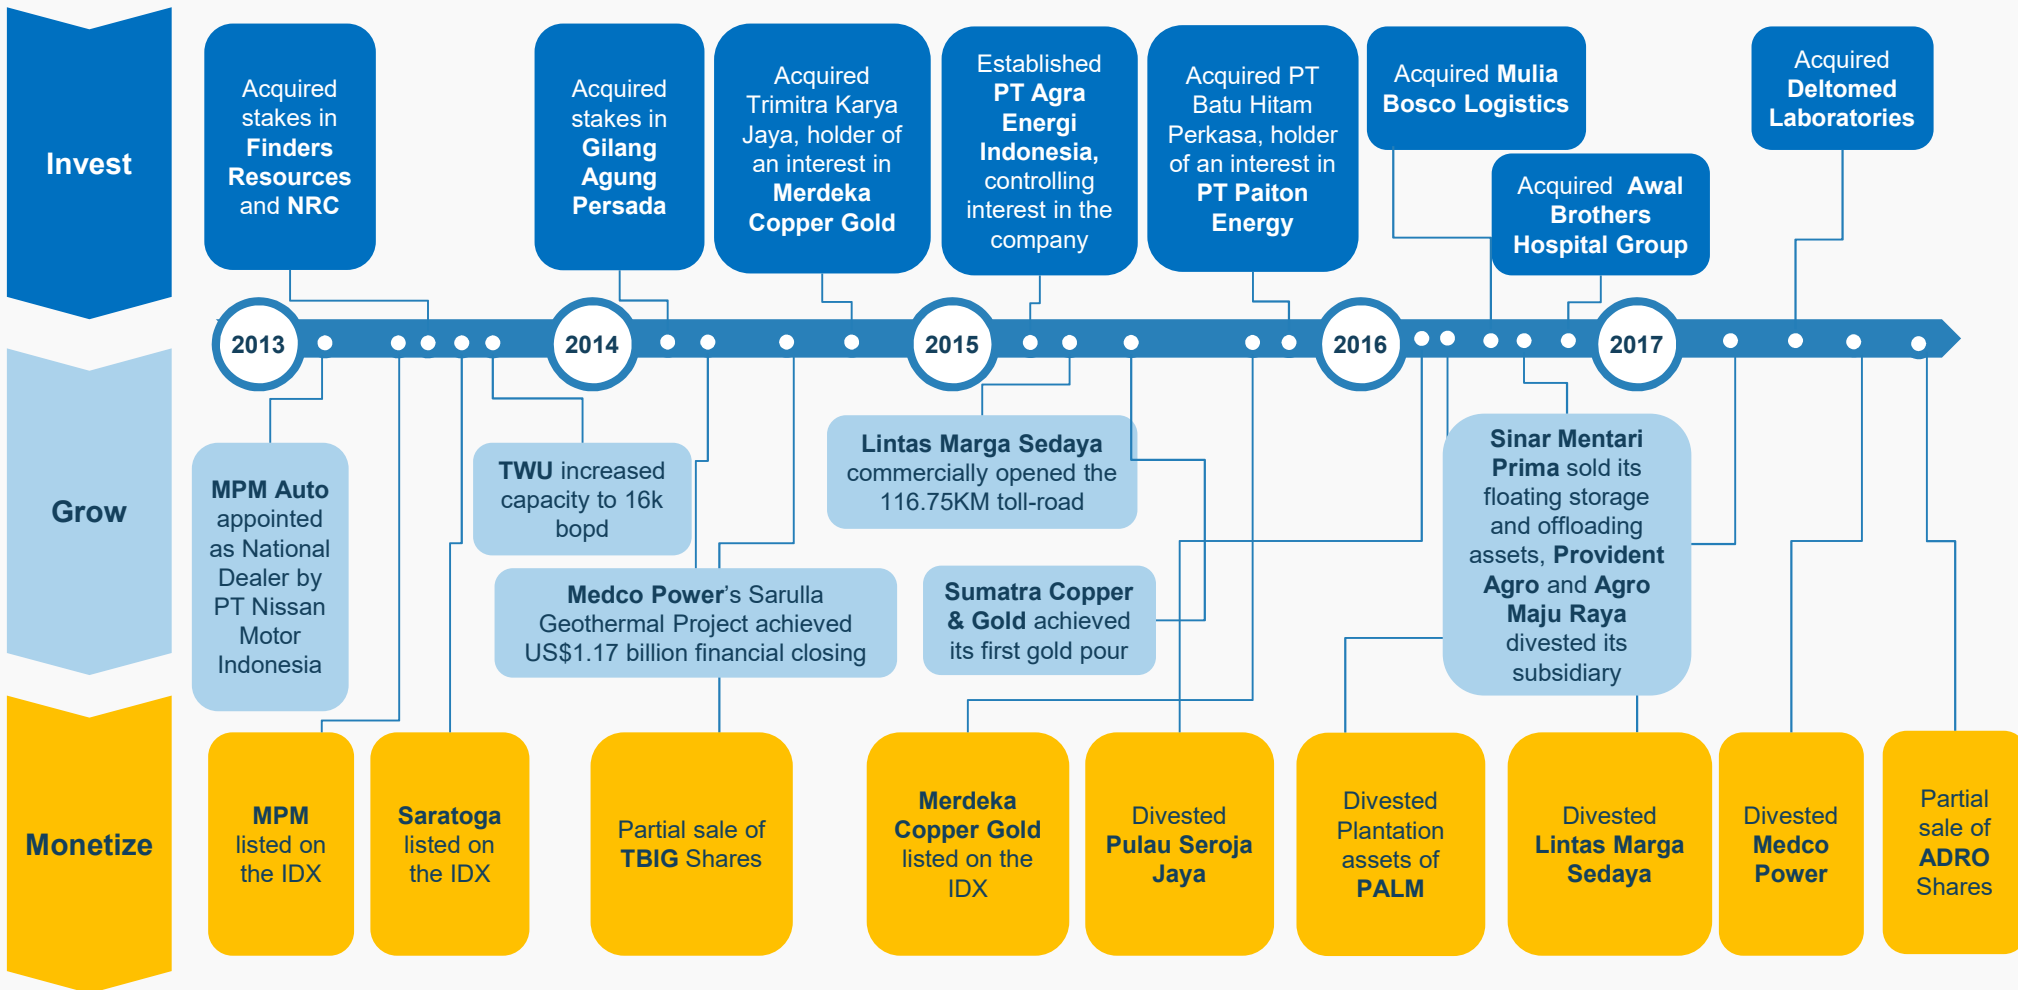 Invest
Acquired
stakes in
Finders
Resources
and NRC
Acquired
stakes in
Gilang
Agung
Persada
Acquired
Trimitra Karya
Jaya, holder of
an interest in
Merdeka
Copper Gold
Established
PT Agra
Energi
Indonesia,
controlling
interest in the
company
Acquired PT
Batu Hitam
Perkasa, holder
of an interest in
PT Paiton
Energy
Acquired Mulia
Bosco Logistics
Acquired Awal
Brothers
Hospital Group
Acquired
Deltomed
Laboratories
2013
2014
2015
2016
2017
Grow
MPM Auto
appointed
as National
Dealer by
PT Nissan
Motor
Indonesia
TWU increased
capacity to 16k
bopd
Medco Power's Sarulla
Geothermal Project achieved
US$1.17 billion financial closing
Lintas Marga Sedaya
commercially opened the
116.75KM toll-road
Sumatra Copper
& Gold achieved
its first gold pour
Sinar Mentari
Prima sold its
floating storage
and offloading
assets, Provident
Agro and Agro
Maju Raya
divested its
subsidiary
Monetize
MPM
listed on
the IDX
Saratoga
listed on
the IDX
Partial sale of
TBIG Shares
Merdeka
Copper Gold
listed on the
IDX
Divested
Pulau Seroja
Jaya
Divested
Plantation
assets of
PALM
Divested
Lintas Marga
Sedaya
Divested
Medco
Power
Partial
sale of
ADRO
Shares